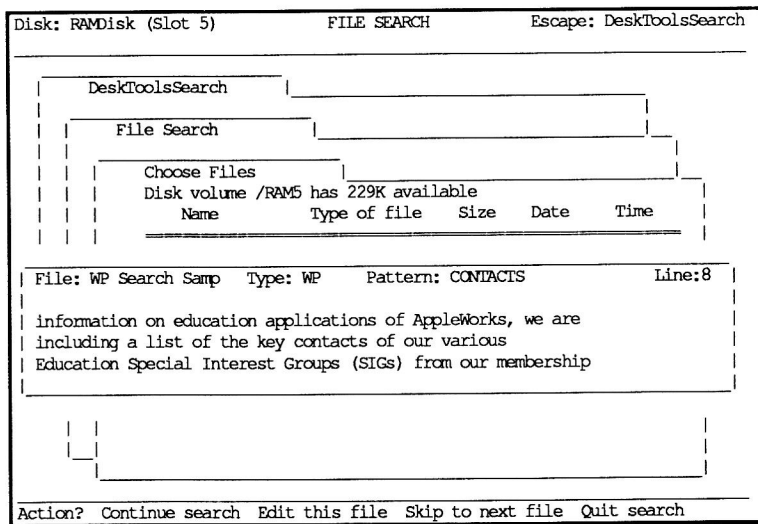 Disk: RAMDisk (Slot 5) FILE SEARCH Escape: DeskToolsSearch
DeskToolsSearch
File Search
Choose Files
Disk volume /RAM5 has 229K available
Name Type of file Size Date Time
File: WP Search Samp Type: WP Pattern: CONTACTS Line:8
information on education applications of AppleWorks, we are
including a list of the key contacts of our various
Education Special Interest Groups (SIGs) from our membership
Action? Continue search Edit this file Skip to next file Quit search